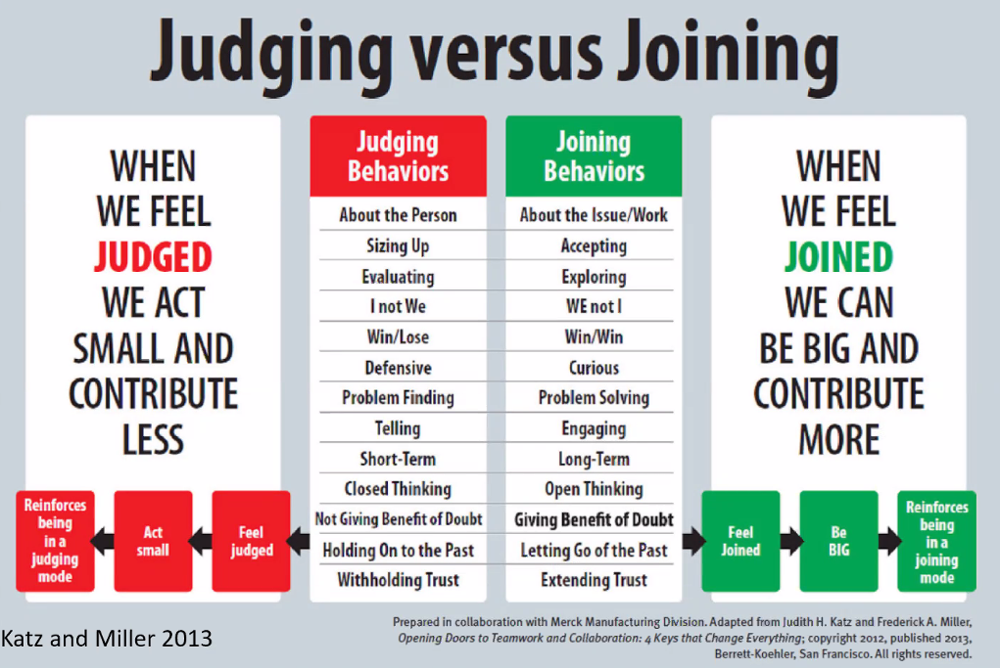 Judging versus Joining
WHEN
WE FEEL
JUDGED
WE ACT
SMALL AND
CONTRIBUTE
LESS
Reinforces
being
in a
judging
mode
Act
small
Feel
judged
Judging
Behaviors
About the Person
Sizing Up
Evaluating
I not We
Win/Lose
Defensive
Problem Finding
Telling
Short-Term
Closed Thinking
Not Giving Benefit of Doubt
Holding On to the Past
Withholding Trust
Joining
Behaviors
About the Issue/Work
Accepting
Exploring
WE not I
Win/Win
Curious
Problem Solving
Engaging
Long-Term
Open Thinking
Giving Benefit of Doubt
Letting Go of the Past
Extending Trust
WHEN
WE FEEL
JOINED
WE CAN
BE BIG AND
CONTRIBUTE
MORE
Feel
Joined
Be
BIG
Reinforces
being
in a
joining
mode
Katz and Miller 2013
Prepared in collaboration with Merck Manufacturing Division. Adapted from Judith H. Katz and Frederick A. Miller,
Opening Doors to Teamwork and Collaboration: 4 Keys that Change Everything; copyright 2012, published 2013,
Berrett-Koehler, San Francisco. All rights reserved.